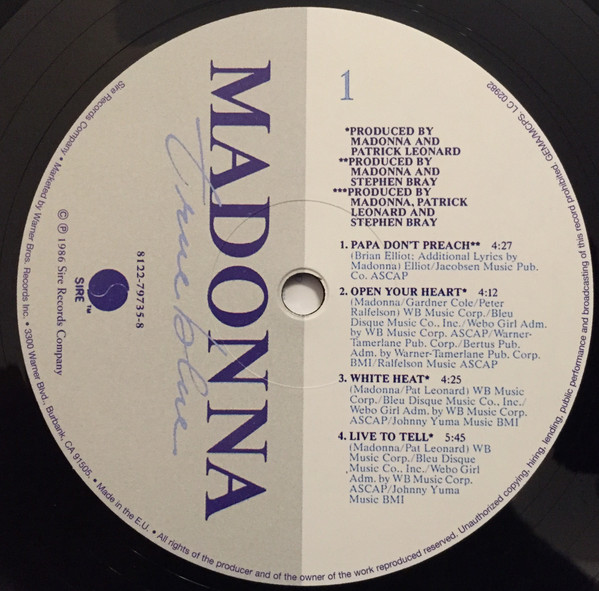 MADONNA
True Blue
SIRE™
8122-79735-8
© ℗ 1986 Sire Records Company
1
*PRODUCED BY
MADONNA AND
PATRICK LEONARD
**PRODUCED BY
MADONNA AND
STEPHEN BRAY
***PRODUCED BY
MADONNA, PATRICK
LEONARD AND
STEPHEN BRAY
1. PAPA DON'T PREACH** 4:27
(Brian Elliot; Additional Lyrics by
Madonna) Elliot/Jacobsen Music Pub.
Co. ASCAP
2. OPEN YOUR HEART* 4:12
(Madonna/Gardner Cole/Peter
Ralfelson) WB Music Corp./Bleu
Disque Music Co., Inc./Webo Girl Adm.
by WB Music Corp. ASCAP/Warner-
Tamerlane Pub. Corp./Bertus Pub.
Adm. by Warner-Tamerlane Pub. Corp.
BMI/Ralfelson Music ASCAP
3. WHITE HEAT* 4:25
(Madonna/Pat Leonard) WB Music
Corp./Bleu Disque Music Co., Inc./
Webo Girl Adm. by WB Music Corp.
ASCAP/Johnny Yuma Music BMI
4. LIVE TO TELL* 5:45
(Madonna/Pat Leonard) WB
Music Corp./Bleu Disque
Music Co., Inc./Webo Girl
Adm. by WB Music Corp.
ASCAP/Johnny Yuma
Music BMI
Sire Records Company • Marketed by Warner Bros. Records Inc. • 3300 Warner Blvd., Burbank, CA 91505. • Made in the E.U. • All rights of the producer and of the owner of the work reproduced reserved. Unauthorized copying, hiring, lending, public performance and broadcasting of this record prohibited. GEMA/MCPS. LC 02982